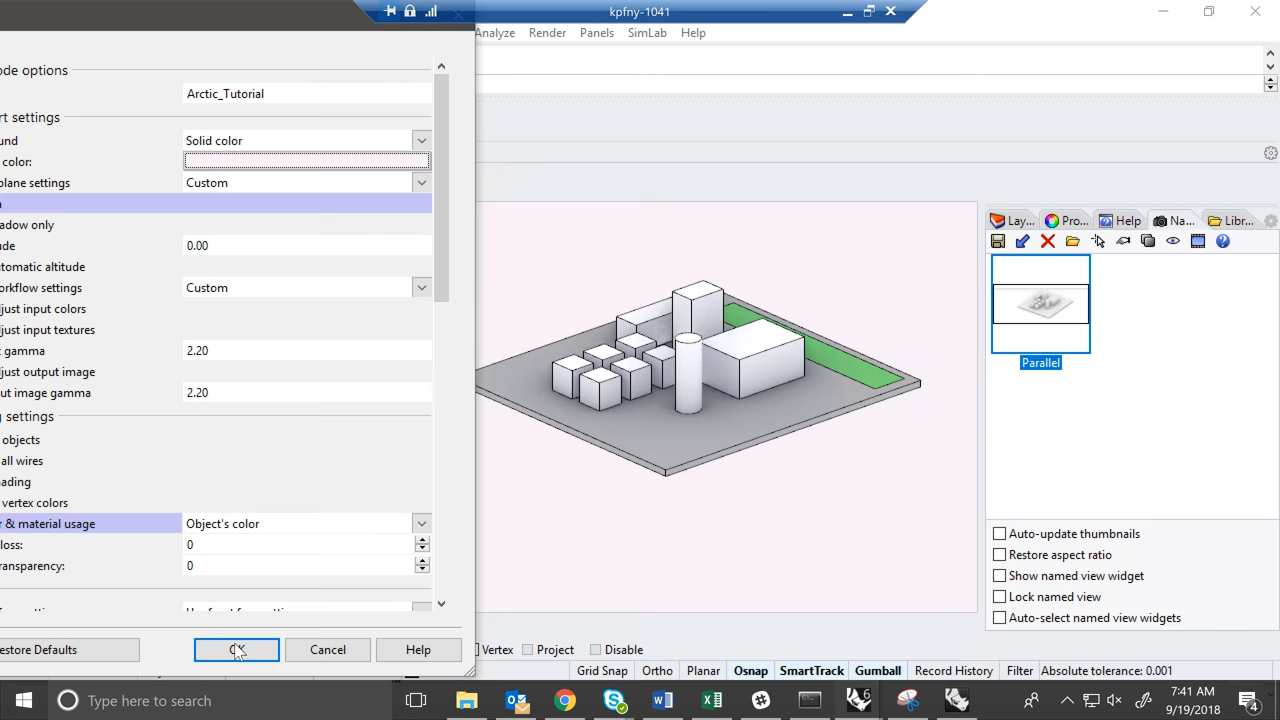 kpfny-1041
Analyze Render Panels SimLab Help
ode options
Arctic_Tutorial
rt settings
und Solid color
color:
plane settings Custom
adow only
ude 0.00
utomatic altitude
orkflow settings Custom
just input colors
just input textures
t gamma 2.20
just output image
ut image gamma 2.20
g settings
objects
all wires
ading
vertex colors
r & material usage Object's color
loss: 0
ransparency: 0
estore Defaults
Cancel
Help
Lay... Pro... Help Na... Libr...
Parallel
Auto-update thumbnails
Restore aspect ratio
Show named view widget
Lock named view
Auto-select named view widgets
Vertex Project Disable
Grid Snap Ortho Planar Osnap SmartTrack Gumball Record History Filter Absolute tolerance: 0.001
Type here to search
7:41 AM
9/19/2018
4